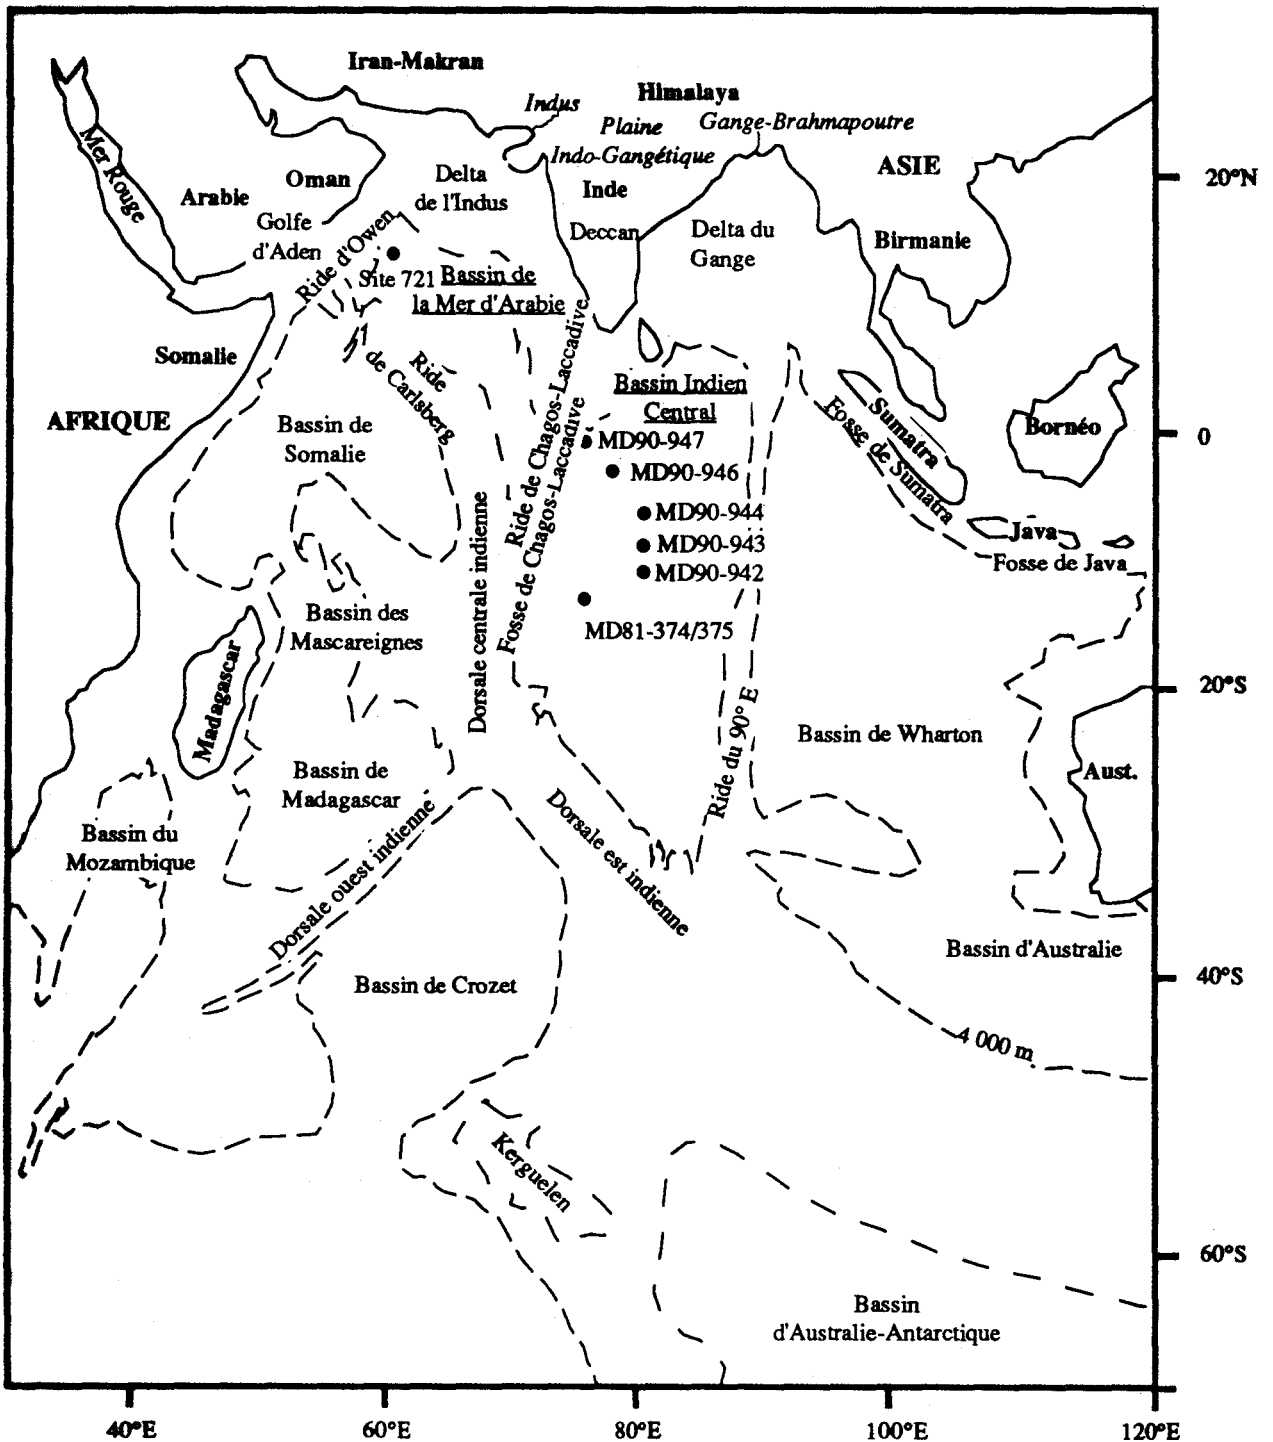 Iran-Makran
Indus
Himalaya
Plaine
Indo-Gangétique
Gange-Brahmapoutre
ASIE
20°N
Mer Rouge
Arabie
Oman
Delta
de l'Indus
Inde
Golfe
d'Aden
Deccan
Delta du
Gange
Birmanie
Ride d'Owen
Site 721
Bassin de
la Mer d'Arabie
Somalie
Ride
de Carlsberg
Ride de Chagos-Laccadive
Fosse de Chagos-Laccadive
Bassin Indien
Central
Sumatra
Fosse de Sumatra
Bornéo
AFRIQUE
Bassin de
Somalie
MD90-947
0
MD90-946
MD90-944
MD90-943
MD90-942
MD81-374/375
Java
Fosse de Java
Dorsale centrale indienne
Bassin des
Mascareignes
Madagascar
20°S
Ride du 90° E
Bassin de Wharton
Aust.
Bassin de
Madagascar
Bassin du
Mozambique
Dorsale ouest indienne
Dorsale est indienne
Bassin d'Australie
Bassin de Crozet
40°S
4 000 m
Kerguelen
60°S
Bassin
d'Australie-Antarctique
40°E
60°E
80°E
100°E
120°E